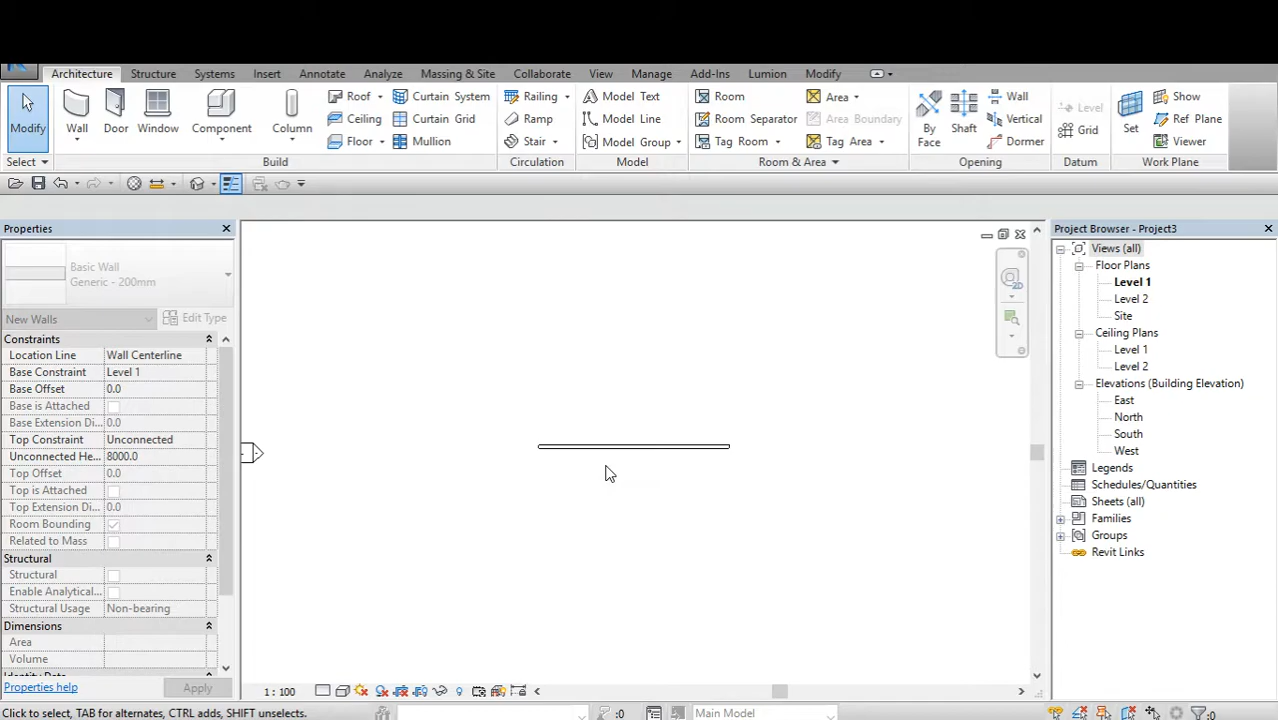 Architecture Structure Systems Insert Annotate Analyze Massing & Site Collaborate View Manage Add-Ins Lumion Modify
Modify Wall Door Window Component Column Roof Ceiling Floor Curtain System Curtain Grid Mullion Railing Ramp Stair Model Text Model Line Model Group Room Room Separator Tag Room Area Area Boundary Tag Area By Face Shaft Wall Vertical Dormer Level Grid Set Show Ref Plane Viewer
Select Build Circulation Model Room & Area Opening Datum Work Plane
Properties
Basic Wall
Generic - 200mm
New Walls Edit Type
Constraints
Location Line Wall Centerline
Base Constraint Level 1
Base Offset 0.0
Base is Attached
Base Extension Di... 0.0
Top Constraint Unconnected
Unconnected He... 8000.0
Top Offset 0.0
Top is Attached
Top Extension Di... 0.0
Room Bounding
Related to Mass
Structural
Structural
Enable Analytical...
Structural Usage Non-bearing
Dimensions
Area
Volume
Identity Data
Properties help Apply
2D
Project Browser - Project3
Views (all)
Floor Plans
Level 1
Level 2
Site
Ceiling Plans
Level 1
Level 2
Elevations (Building Elevation)
East
North
South
West
Legends
Schedules/Quantities
Sheets (all)
Families
Groups
Revit Links
1 : 100
Click to select, TAB for alternates, CTRL adds, SHIFT unselects. :0 Main Model :0